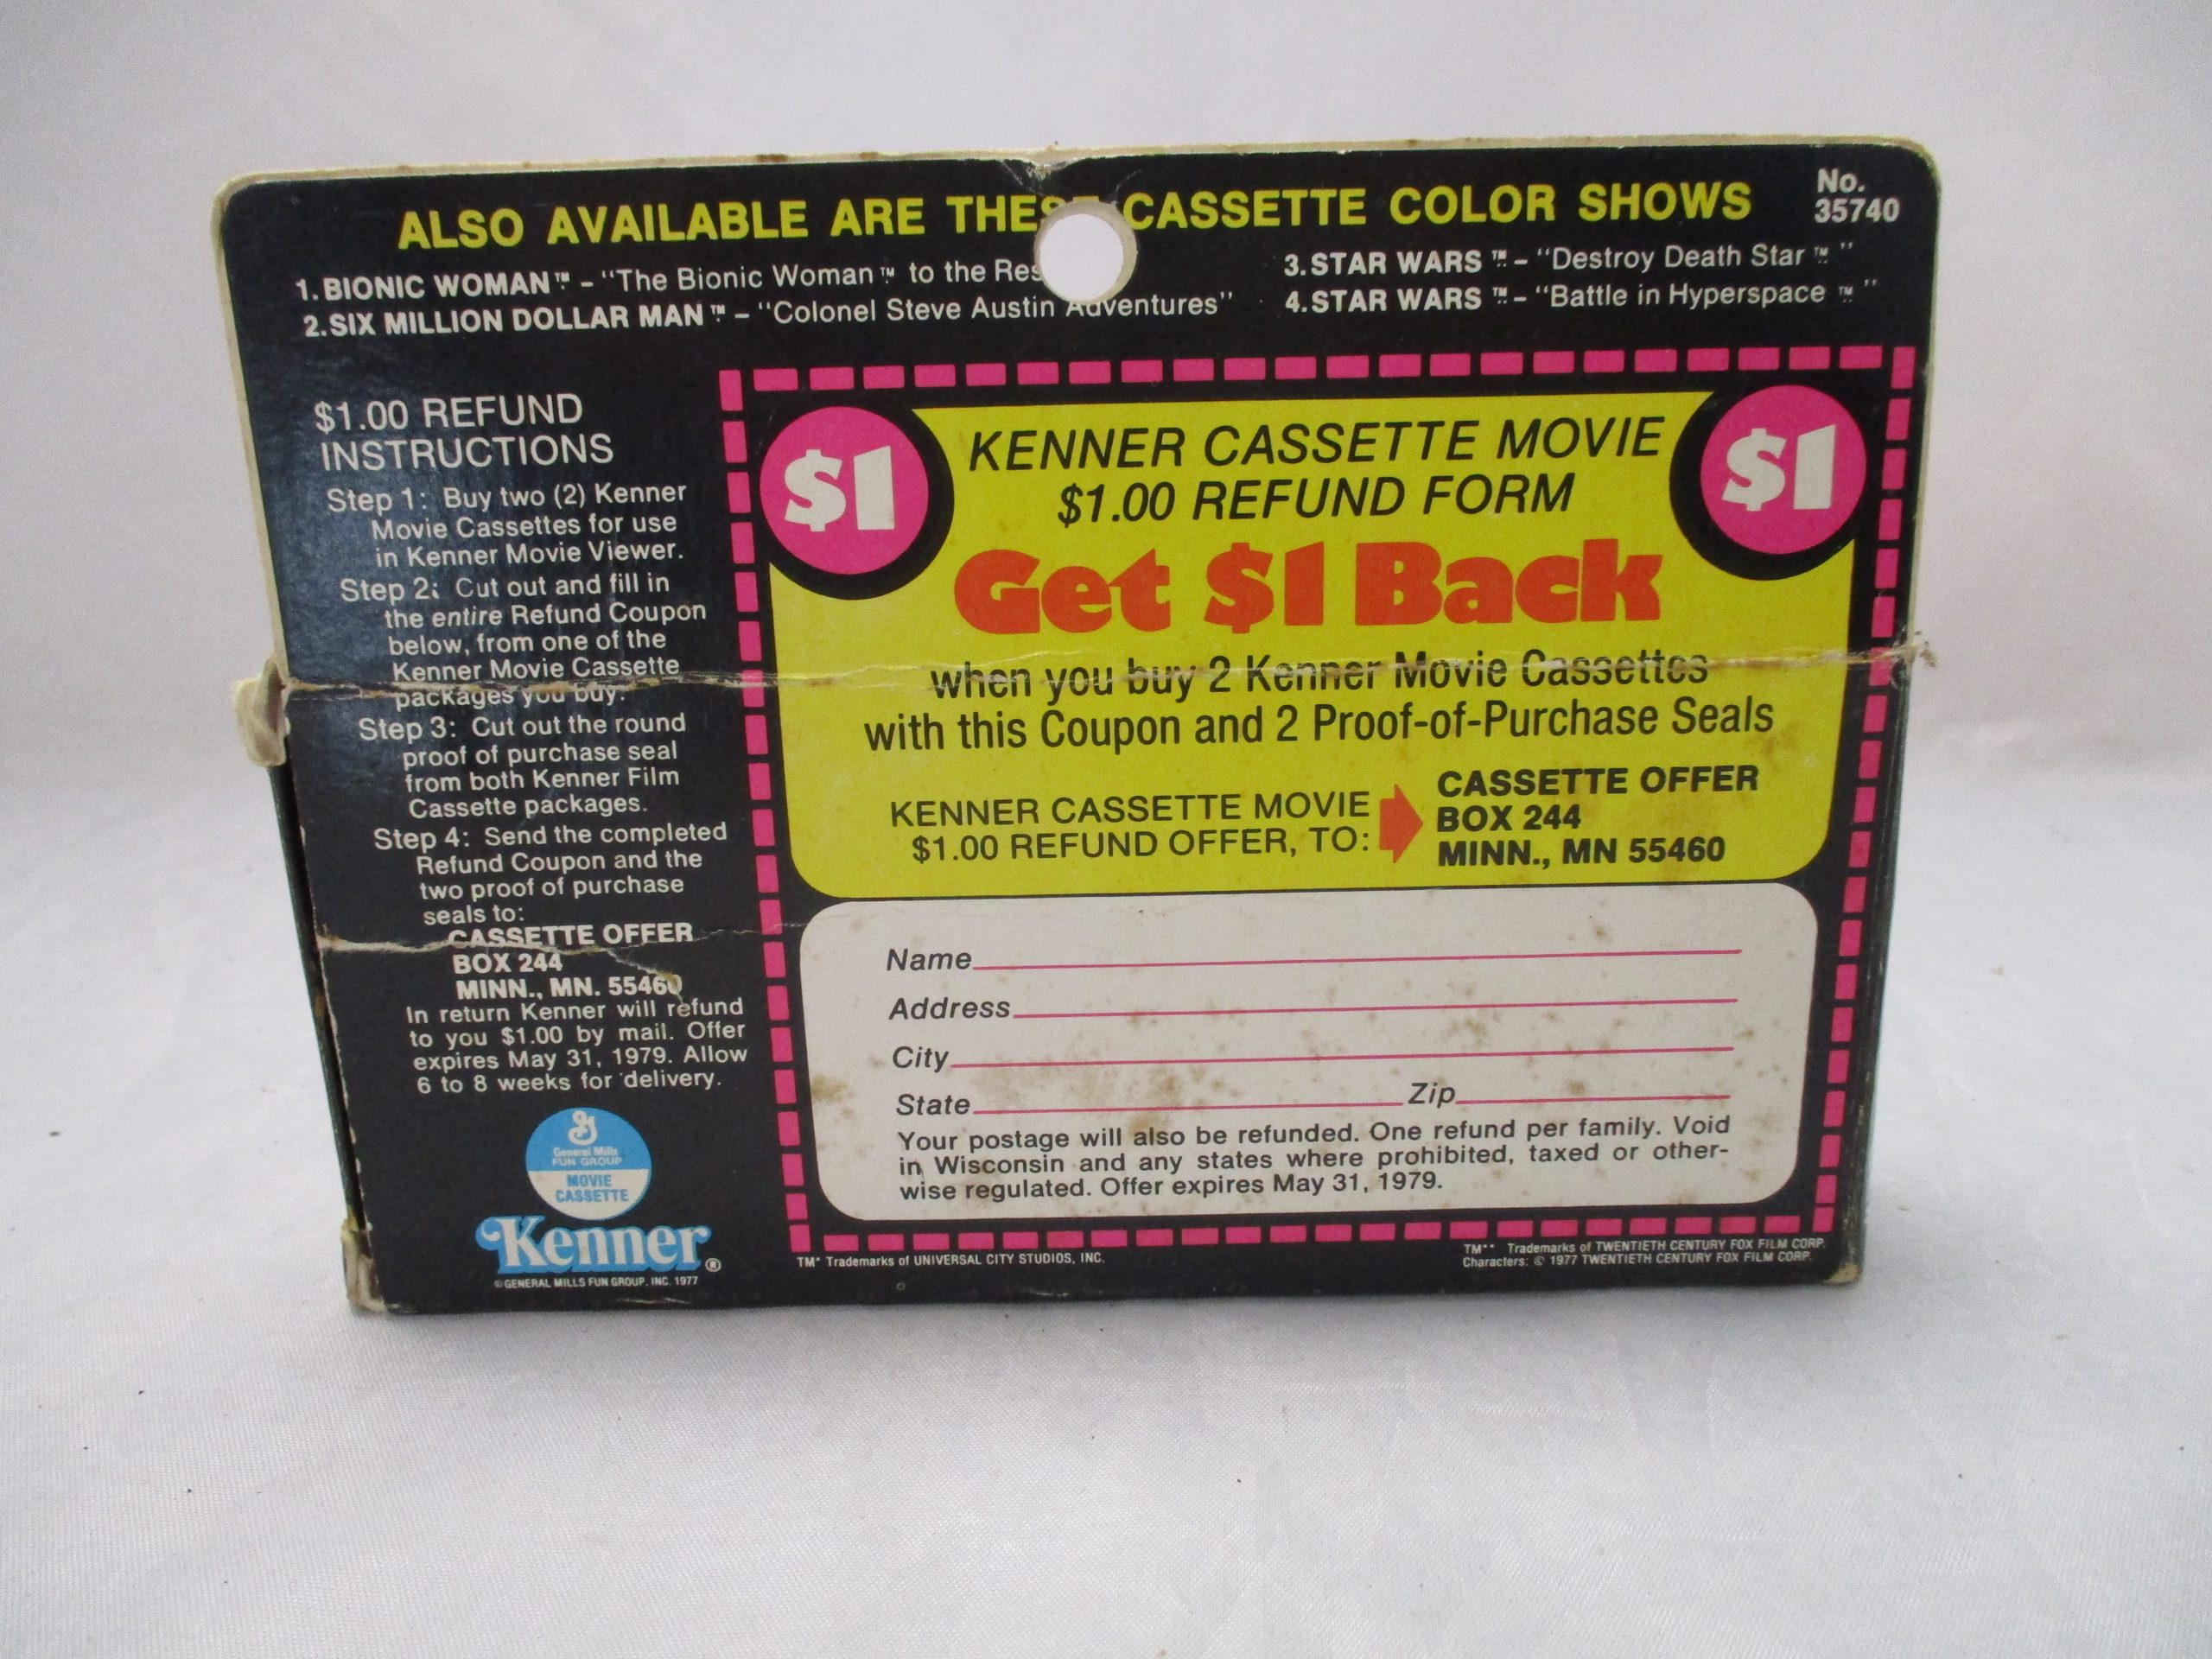 ALSO AVAILABLE ARE THESE CASSETTE COLOR SHOWS
No.
35740
1. BIONIC WOMAN™ – "The Bionic Woman™ to the Res
2. SIX MILLION DOLLAR MAN™ – "Colonel Steve Austin Adventures"
3. STAR WARS™ – "Destroy Death Star™"
4. STAR WARS™ – "Battle in Hyperspace™"
$1.00 REFUND
INSTRUCTIONS
Step 1: Buy two (2) Kenner
Movie Cassettes for use
in Kenner Movie Viewer.
Step 2: Cut out and fill in
the entire Refund Coupon
below, from one of the
Kenner Movie Cassette
packages you buy.
Step 3: Cut out the round
proof of purchase seal
from both Kenner Film
Cassette packages.
Step 4: Send the completed
Refund Coupon and the
two proof of purchase
seals to:
CASSETTE OFFER
BOX 244
MINN., MN. 55460
In return Kenner will refund
to you $1.00 by mail. Offer
expires May 31, 1979. Allow
6 to 8 weeks for delivery.
General Mills
FUN GROUP
MOVIE
CASSETTE
Kenner®
© GENERAL MILLS FUN GROUP, INC. 1977
$1
$1
KENNER CASSETTE MOVIE
$1.00 REFUND FORM
Get $1 Back
when you buy 2 Kenner Movie Cassettes
with this Coupon and 2 Proof-of-Purchase Seals
KENNER CASSETTE MOVIE
$1.00 REFUND OFFER, TO:
CASSETTE OFFER
BOX 244
MINN., MN 55460
Name
Address
City
State Zip
Your postage will also be refunded. One refund per family. Void
in Wisconsin and any states where prohibited, taxed or other-
wise regulated. Offer expires May 31, 1979.
TM* Trademarks of UNIVERSAL CITY STUDIOS, INC.
TM** Trademarks of TWENTIETH CENTURY FOX FILM CORP.
Characters: © 1977 TWENTIETH CENTURY FOX FILM CORP.